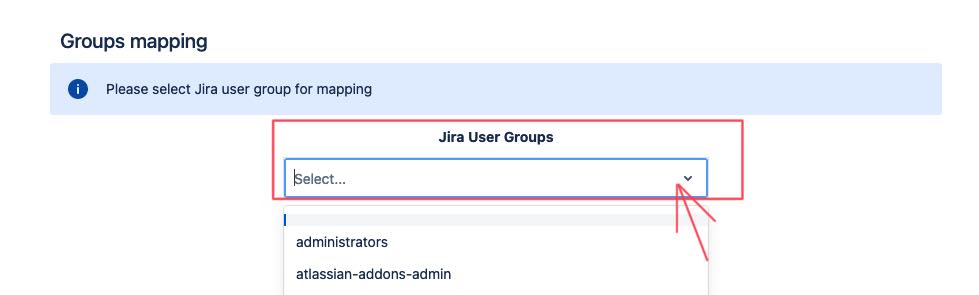 Groups mapping
Please select Jira user group for mapping
Jira User Groups
Select...
administrators
atlassian-addons-admin